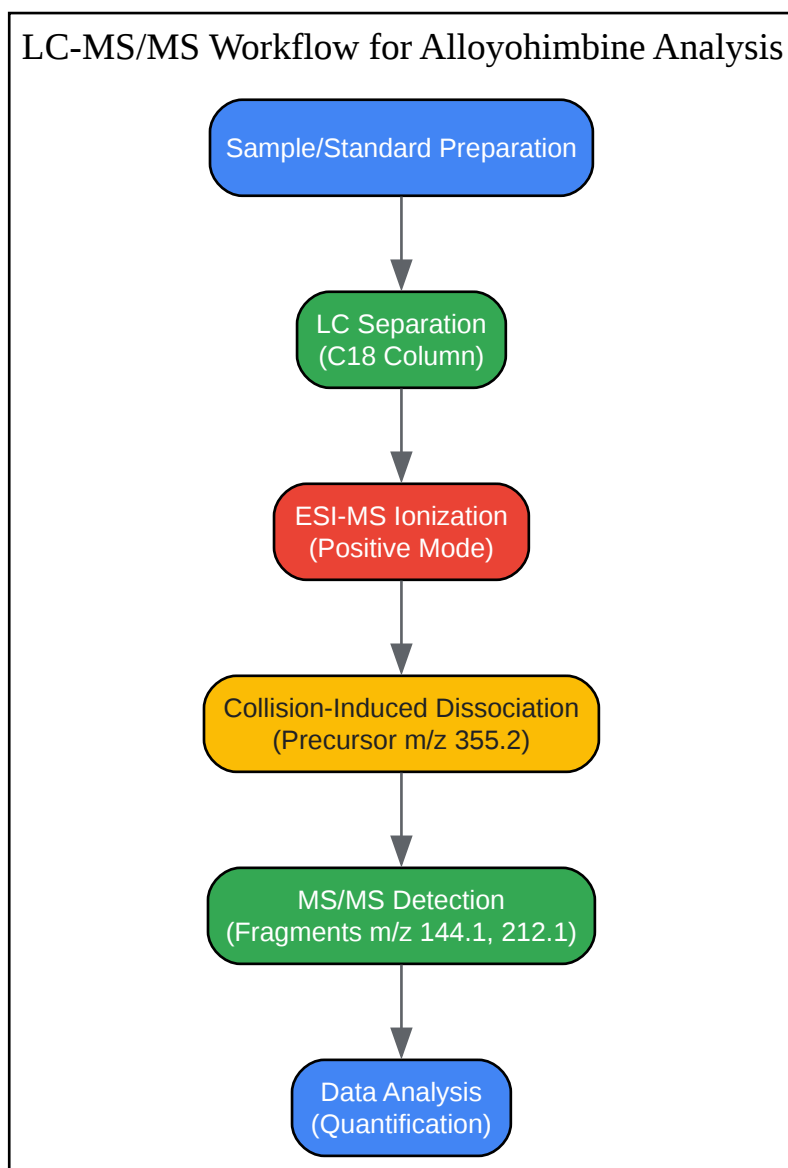 LC-MS/MS Workflow for Alloyohimbine Analysis
Sample/Standard Preparation
LC Separation
(C18 Column)
ESI-MS Ionization
(Positive Mode)
Collision-Induced Dissociation
(Precursor m/z 355.2)
MS/MS Detection
(Fragments m/z 144.1, 212.1)
Data Analysis
(Quantification)